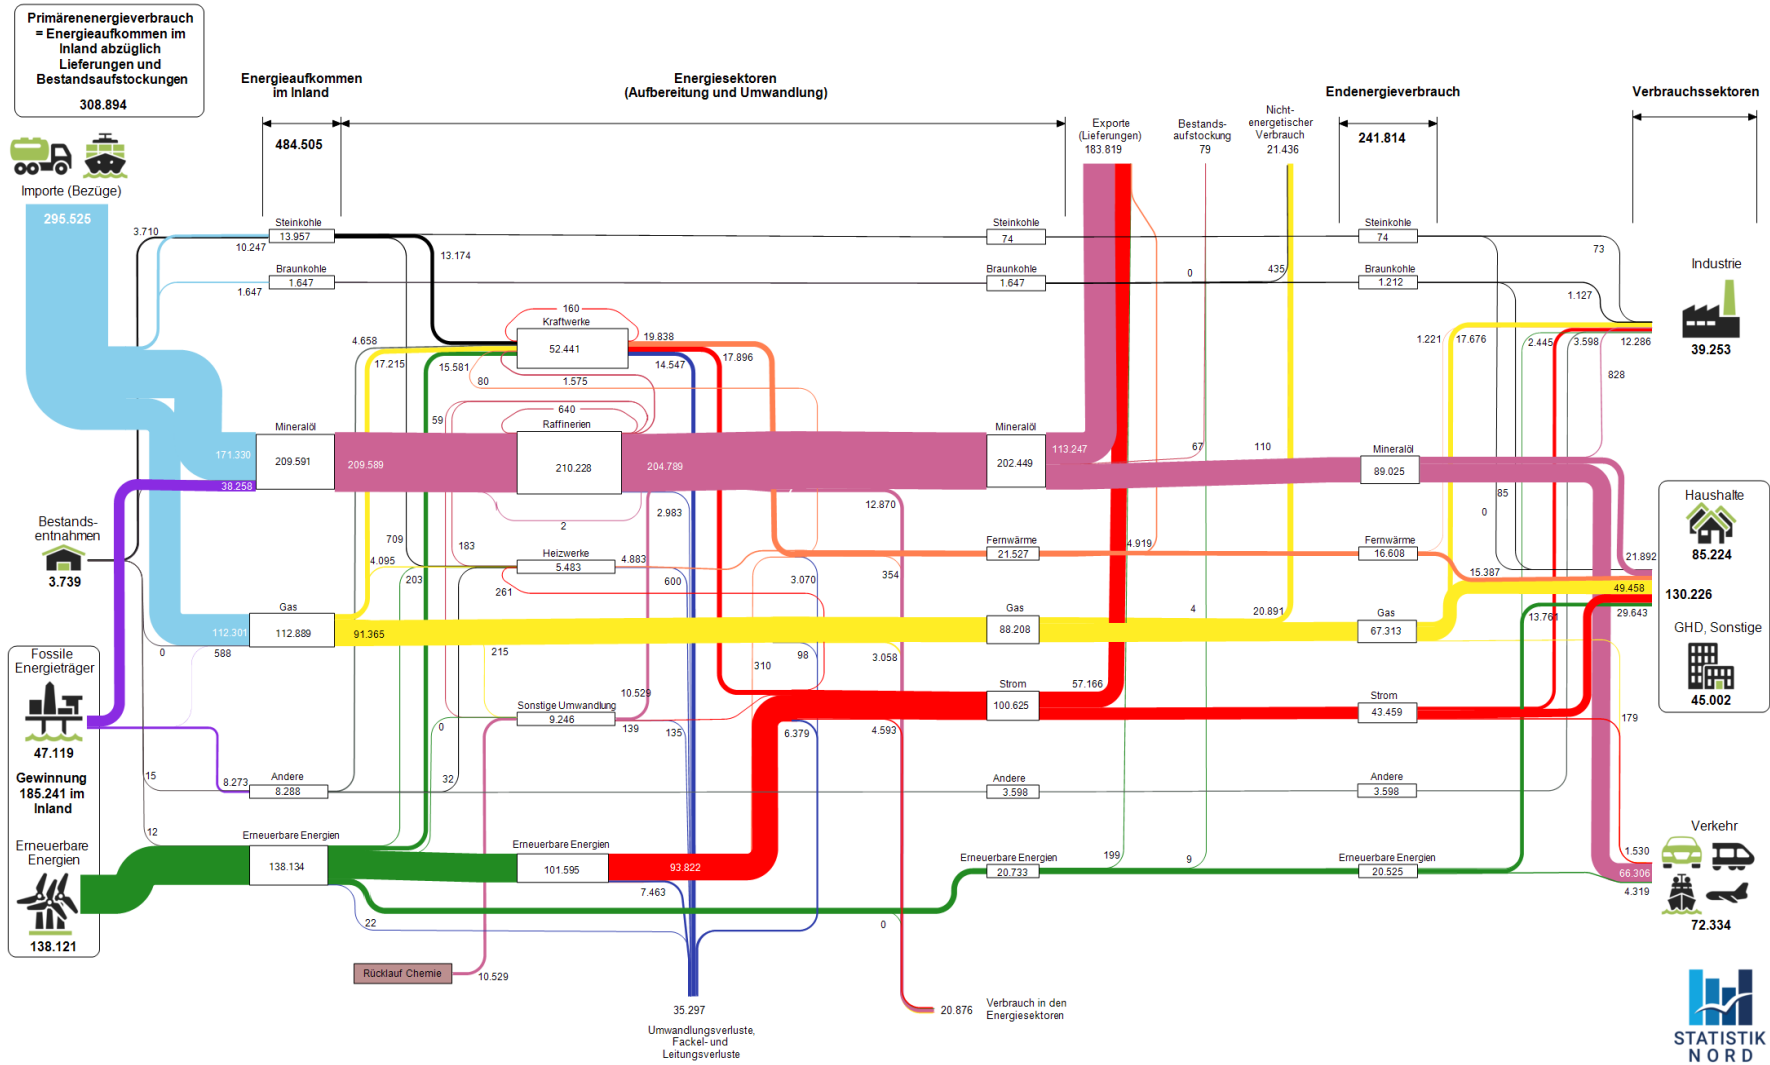 Primärenenergieverbrauch
= Energieaufkommen im
Inland abzüglich
Lieferungen und
Bestandsaufstockungen
308.894
Energieaufkommen
im Inland
484.505
Energiesektoren
(Aufbereitung und Umwandlung)
Exporte
(Lieferungen)
183.819
Bestands-
aufstockung
79
Nicht-
energetischer
Verbrauch
21.436
Endenergieverbrauch
241.814
Verbrauchssektoren
Importe (Bezüge)
295.525
3.710
10.247
1.647
Steinkohle
13.957
Braunkohle
1.647
13.174
160
Kraftwerke
52.441
4.658
17.215
15.581
80
19.838
17.896
14.547
1.575
59
640
Raffinerien
210.228
Mineralöl
209.591
171.330
38.258
209.589
204.789
2
2.983
12.870
Steinkohle
74
Braunkohle
1.647
Mineralöl
202.449
113.247
0
435
67
110
Steinkohle
74
Braunkohle
1.212
Mineralöl
89.025
73
1.127
1.221
17.676
2.445
3.598
12.286
828
85
0
Industrie
39.253
Bestands-
entnahmen
3.739
709
183
4.095
203
Heizwerke
5.483
4.883
261
600
3.070
354
Fernwärme
21.527
4.919
Fernwärme
16.608
15.387
21.892
49.458
29.643
13.761
Haushalte
85.224
130.226
GHD, Sonstige
45.002
Gas
112.889
112.301
0
588
91.365
215
98
310
3.058
Gas
88.208
4
20.891
Gas
67.313
Fossile
Energieträger
47.119
Gewinnung
185.241 im
Inland
Erneuerbare
Energien
138.121
Sonstige Umwandlung
9.246
10.529
139
135
0
6.379
4.593
Strom
100.625
57.166
Strom
43.459
179
15
8.273
Andere
8.288
32
Andere
3.598
Andere
3.598
12
Erneuerbare Energien
138.134
Erneuerbare Energien
101.595
93.822
7.463
22
0
Erneuerbare Energien
20.733
199
9
Erneuerbare Energien
20.525
Verkehr
1.530
66.306
4.319
72.334
Rücklauf Chemie
10.529
35.297
Umwandlungsverluste,
Fackel- und
Leitungsverluste
20.876
Verbrauch in den
Energiesektoren
STATISTIK
NORD